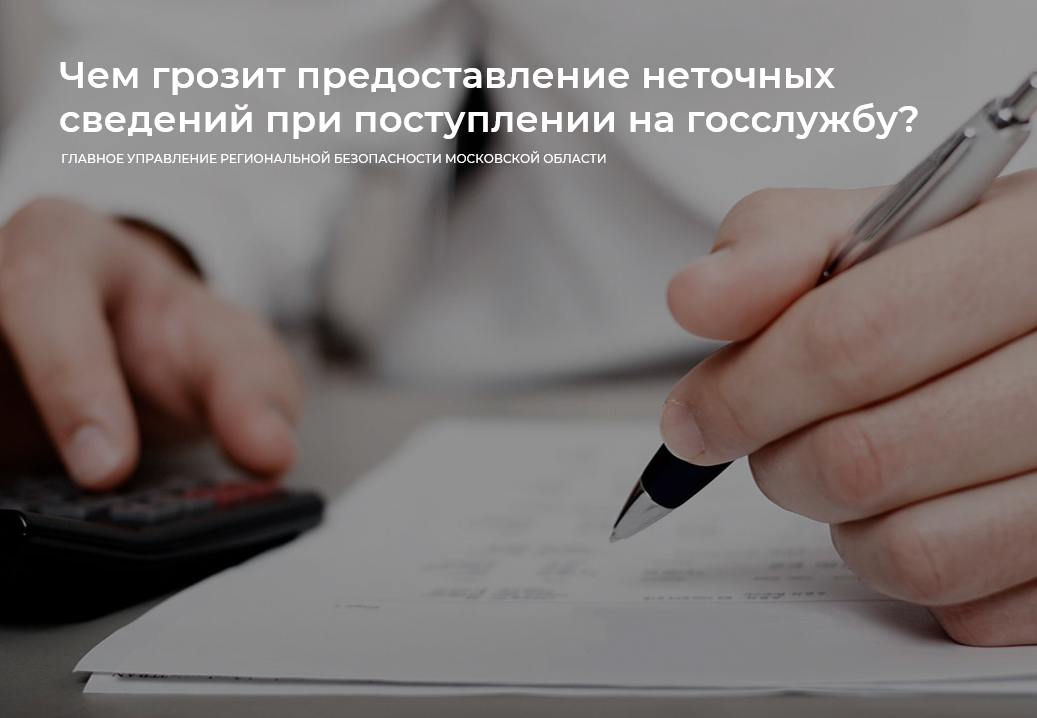 Чем грозит предоставление неточных
сведений при поступлении на госслужбу?
ГЛАВНОЕ УПРАВЛЕНИЕ РЕГИОНАЛЬНОЙ БЕЗОПАСНОСТИ МОСКОВСКОЙ ОБЛАСТИ